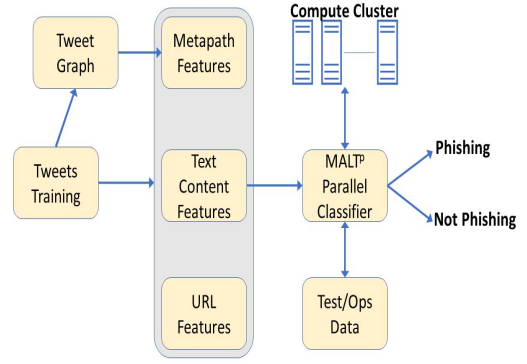 Compute Cluster
Tweet
Graph
Metapath
Features
Tweets
Training
Text
Content
Features
MALTᵖ
Parallel
Classifier
Phishing
Not Phishing
URL
Features
Test/Ops
Data